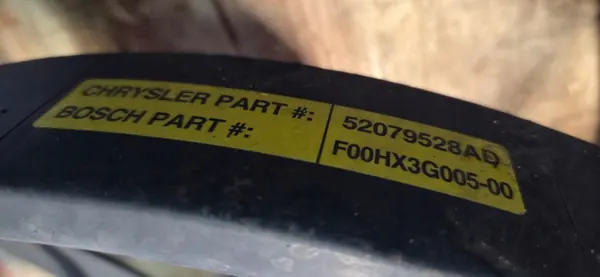 CHRYSLER PART #: 52079528AD
BOSCH PART #: F00HX3G005-00